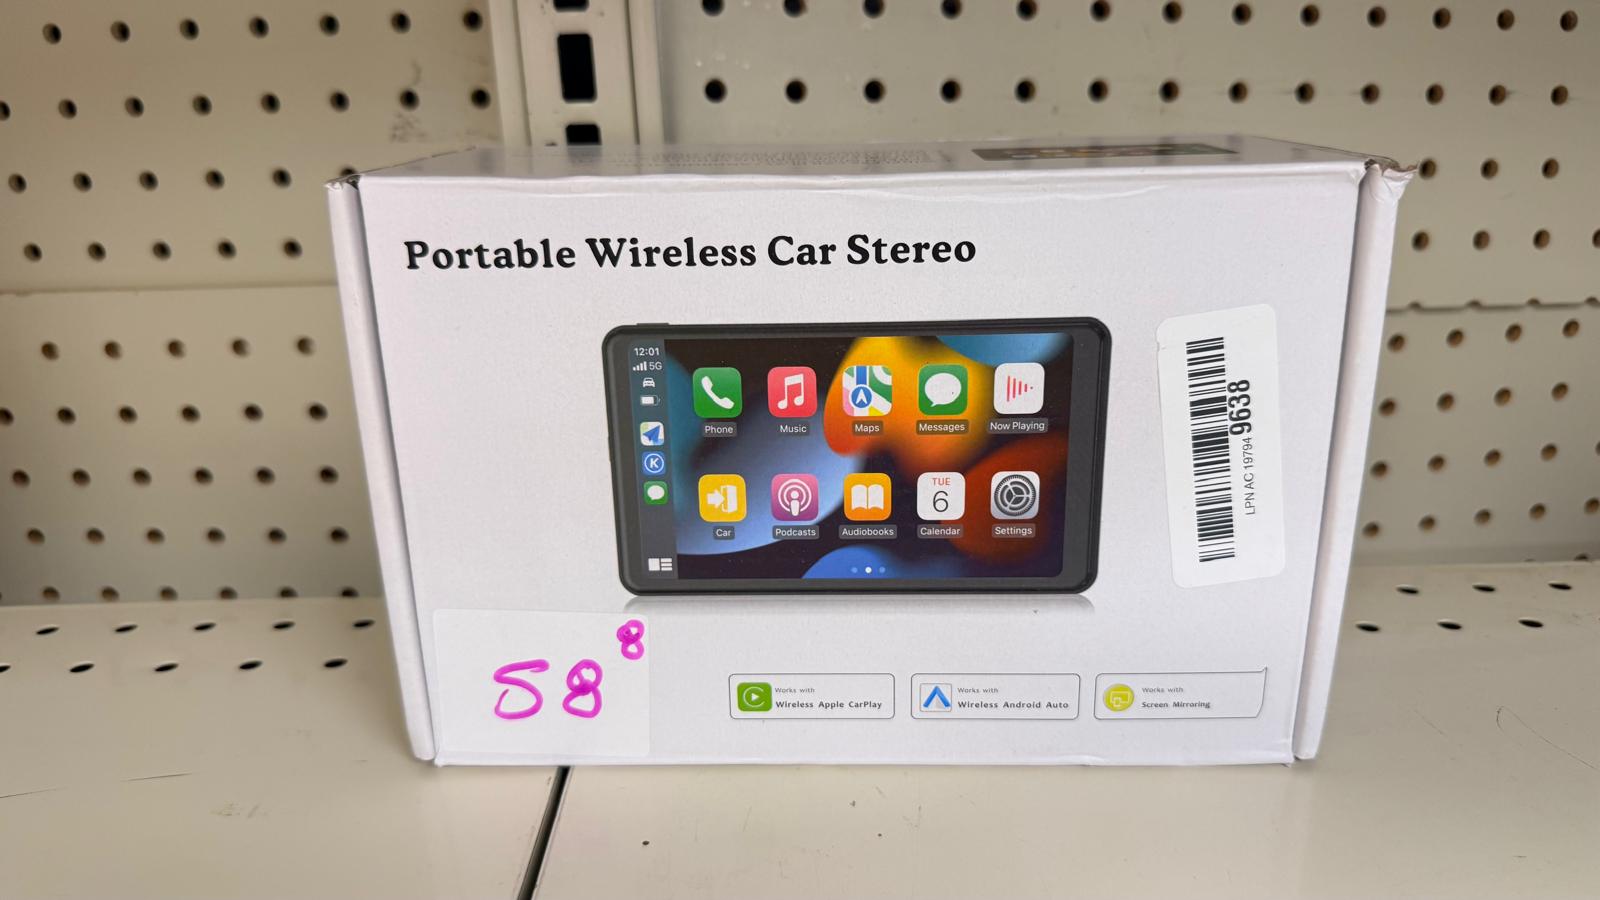 Portable Wireless Car Stereo
12:01
5G
Phone
Music
Maps
Messages
Now Playing
K
TUE
6
Car
Podcasts
Audiobooks
Calendar
Settings
LPN AC 19794 9638
58 8
Works with
Wireless Apple CarPlay
Works with
Wireless Android Auto
Works with
Screen Mirroring